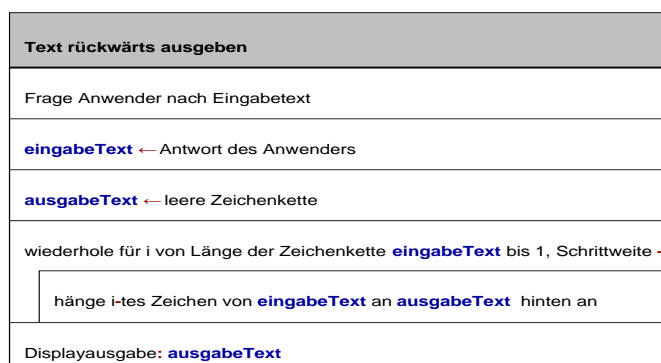 Text rückwärts ausgeben
Frage Anwender nach Eingabetext
eingabeText ← Antwort des Anwenders
ausgabeText ← leere Zeichenkette
wiederhole für i von Länge der Zeichenkette eingabeText bis 1, Schrittweite -
hänge i-tes Zeichen von eingabeText an ausgabeText hinten an
Displayausgabe: ausgabeText